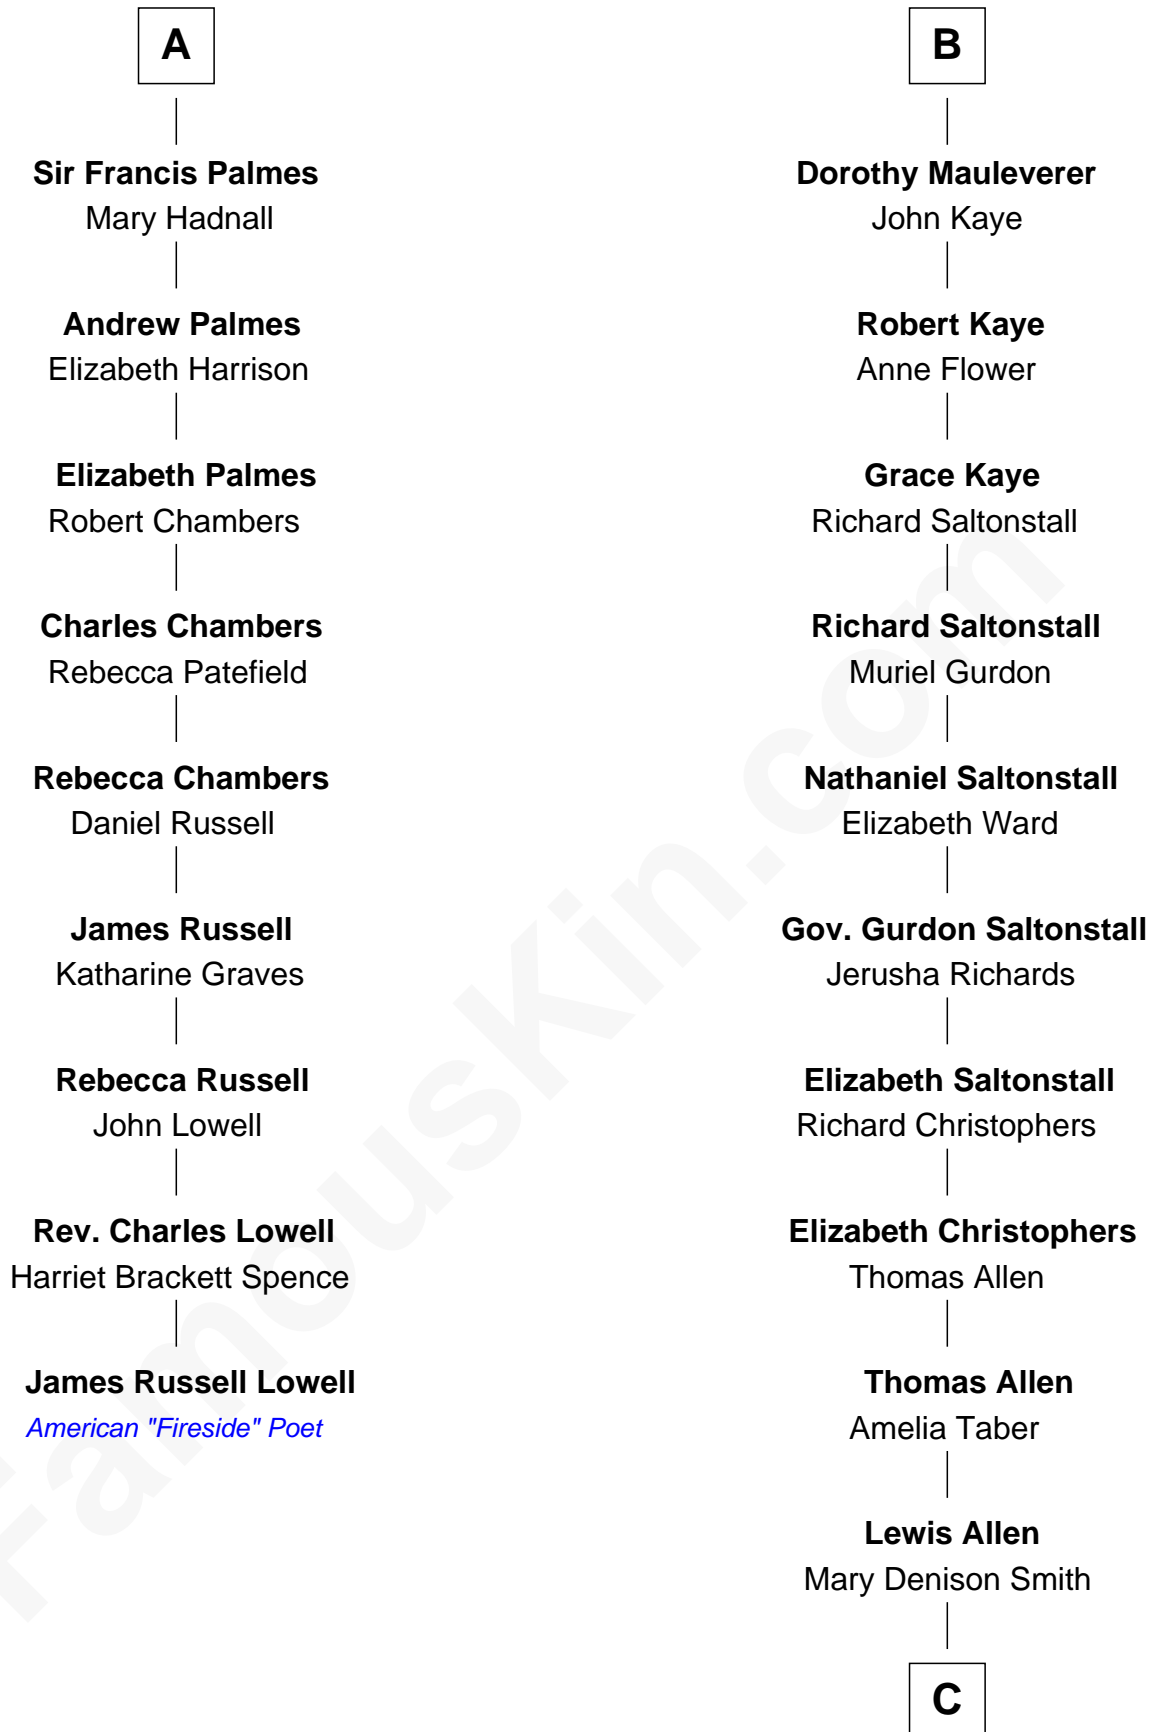 A
Sir Francis Palmes
Mary Hadnall
Andrew Palmes
Elizabeth Harrison
Elizabeth Palmes
Robert Chambers
Charles Chambers
Rebecca Patefield
Rebecca Chambers
Daniel Russell
James Russell
Katharine Graves
Rebecca Russell
John Lowell
Rev. Charles Lowell
Harriet Brackett Spence
James Russell Lowell
American "Fireside" Poet
B
Dorothy Mauleverer
John Kaye
Robert Kaye
Anne Flower
Grace Kaye
Richard Saltonstall
Richard Saltonstall
Muriel Gurdon
Nathaniel Saltonstall
Elizabeth Ward
Gov. Gurdon Saltonstall
Jerusha Richards
Elizabeth Saltonstall
Richard Christophers
Elizabeth Christophers
Thomas Allen
Thomas Allen
Amelia Taber
Lewis Allen
Mary Denison Smith
C
FamousKin.com